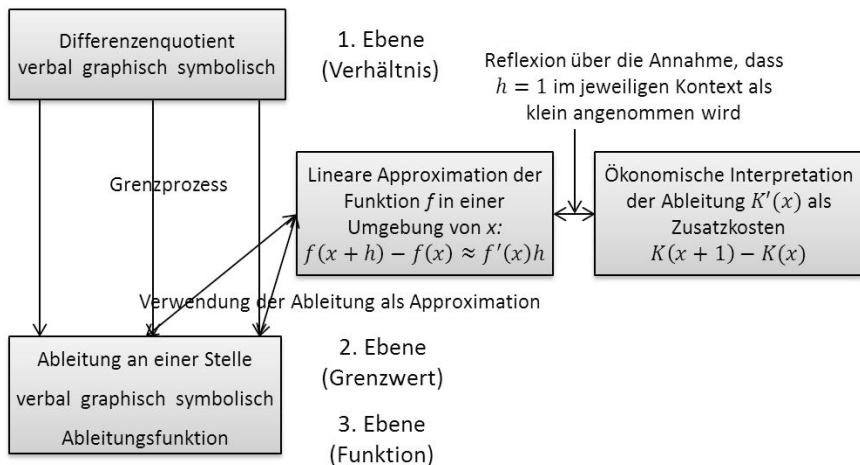 Differenzenquotient
verbal graphisch symbolisch
1. Ebene
(Verhältnis)
Reflexion über die Annahme, dass
h = 1 im jeweiligen Kontext als
klein angenommen wird
Grenzprozess
Lineare Approximation der
Funktion f in einer
Umgebung von x:
f(x + h) − f(x) ≈ f′(x)h
Ökonomische Interpretation
der Ableitung K′(x) als
Zusatzkosten
K(x + 1) − K(x)
Verwendung der Ableitung als Approximation
Ableitung an einer Stelle
verbal graphisch symbolisch
Ableitungsfunktion
2. Ebene
(Grenzwert)
3. Ebene
(Funktion)